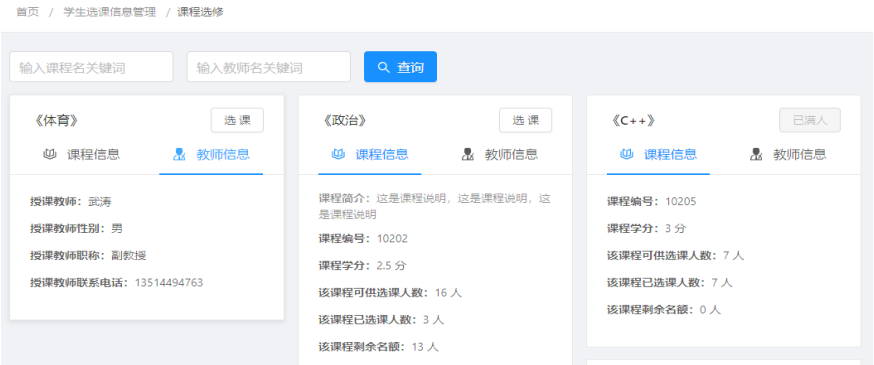 首页 / 学生选课信息管理 / 课程选修
输入课程名关键词
输入教师名关键词
查询
《体育》
选 课
课程信息
教师信息
授课教师：武涛
授课教师性别：男
授课教师职称：副教授
授课教师联系电话：13514494763
《政治》
选 课
课程信息
教师信息
课程简介：这是课程说明，这是课程说明，这
是课程说明
课程编号：10202
课程学分：2.5 分
该课程可供选课人数：16 人
该课程已选课人数：3 人
该课程剩余名额：13 人
《C++》
已满人
课程信息
教师信息
课程编号：10205
课程学分：3 分
该课程可供选课人数：7 人
该课程已选课人数：7 人
该课程剩余名额：0 人